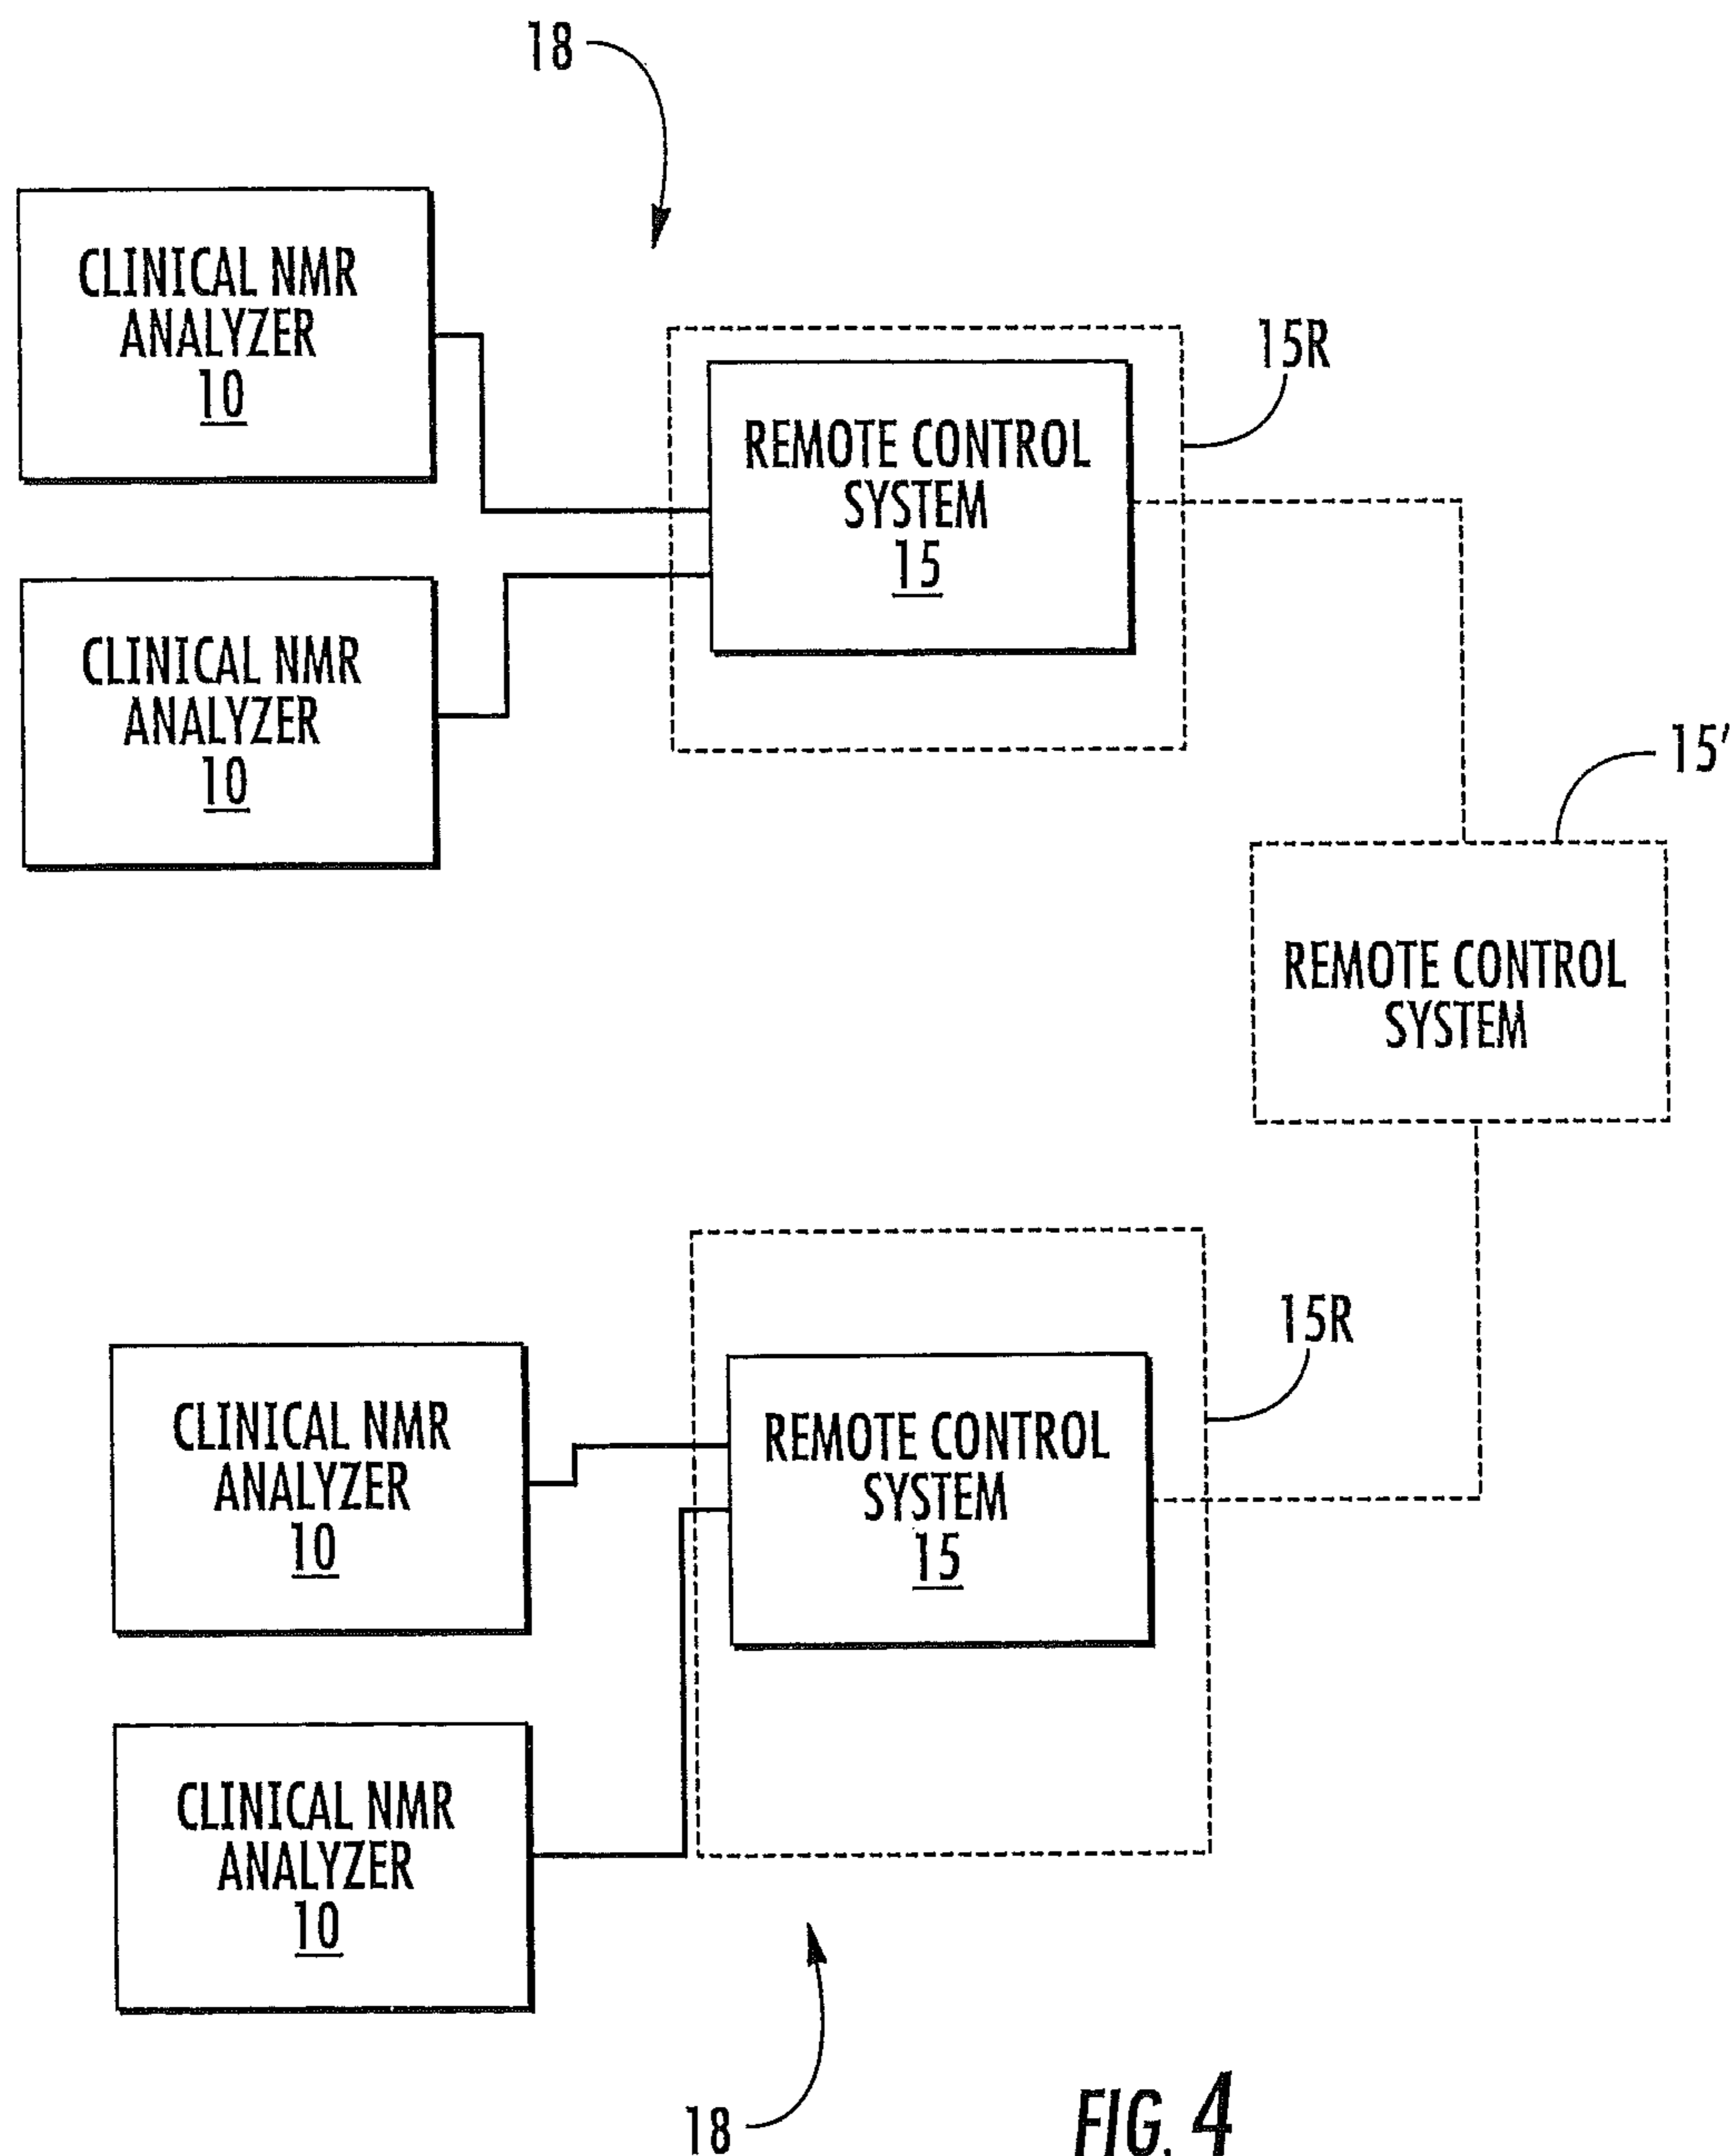 18
CLINICAL NMR
ANALYZER
10
15R
REMOTE CONTROL
SYSTEM
15
CLINICAL NMR
ANALYZER
10
15'
REMOTE CONTROL
SYSTEM
15R
CLINICAL NMR
ANALYZER
10
REMOTE CONTROL
SYSTEM
15
CLINICAL NMR
ANALYZER
10
18
FIG. 4